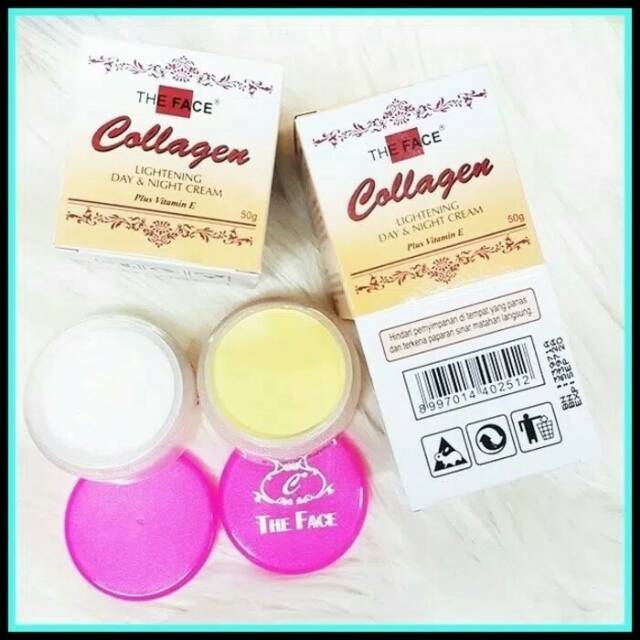 THE FACE®
Collagen
LIGHTENING
DAY & NIGHT CREAM
Plus Vitamin E
50g
THE FACE®
Collagen
LIGHTENING
DAY & NIGHT CREAM
Plus Vitamin E
50g
Hindari penyimpanan di tempat yang panas
dan terkena paparan sinar matahari langsung.
8997014402512
C
THE FACE